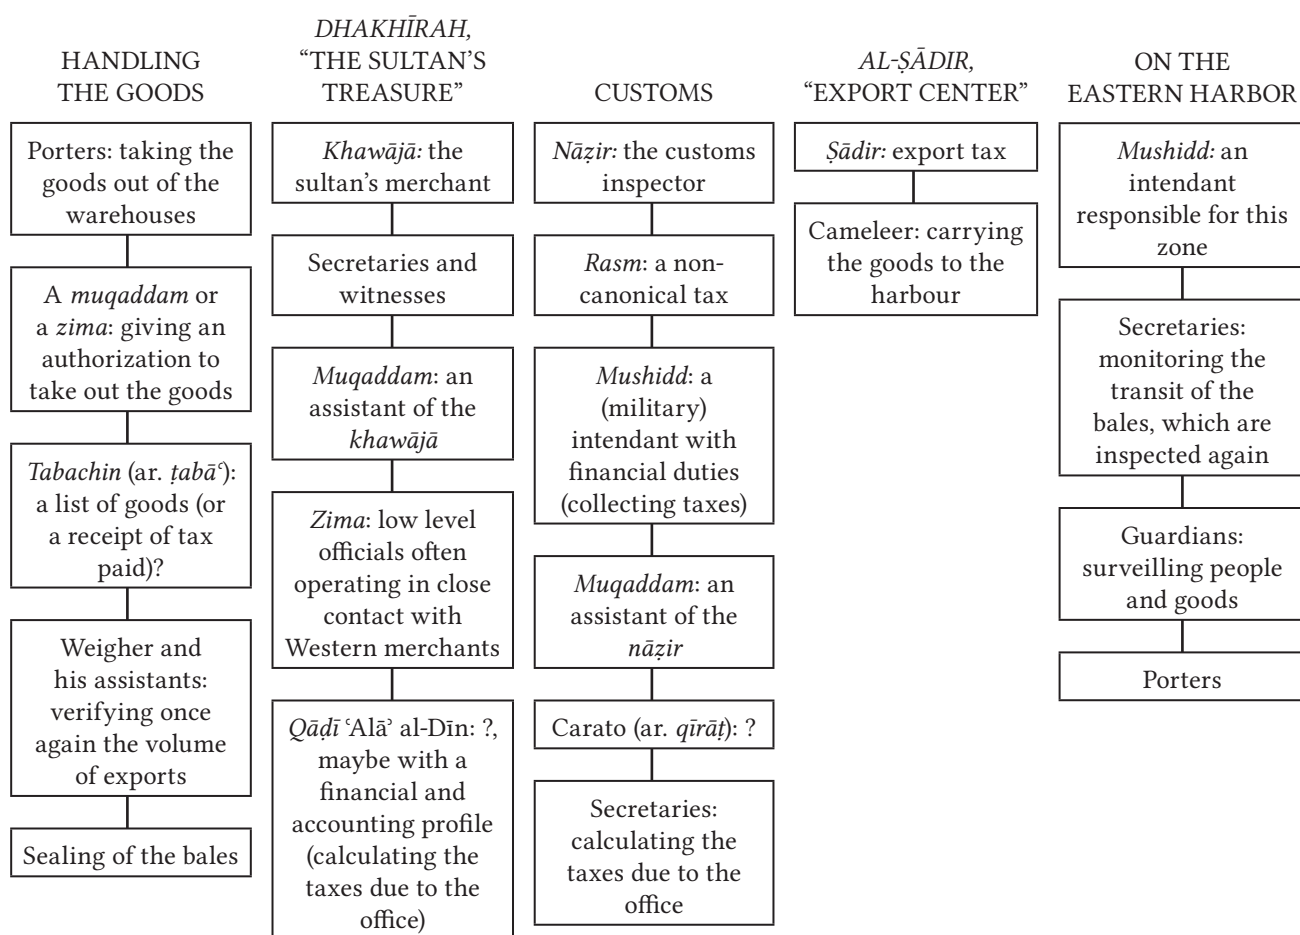 HANDLING
THE GOODS
Porters: taking the
goods out of the
warehouses
A muqaddam or
a zima: giving an
authorization to
take out the goods
Tabachin (ar. ṭabāʿ):
a list of goods (or
a receipt of tax
paid)?
Weigher and
his assistants:
verifying once
again the volume
of exports
Sealing of the bales
DHAKHĪRAH,
“THE SULTAN’S
TREASURE”
Khawājā: the
sultan’s merchant
Secretaries and
witnesses
Muqaddam: an
assistant of the
khawājā
Zima: low level
officials often
operating in close
contact with
Western merchants
Qāḍī ʿAlāʾ al-Dīn: ?,
maybe with a
financial and
accounting profile
(calculating the
taxes due to the
office)
CUSTOMS
Nāẓir: the customs
inspector
Rasm: a non-
canonical tax
Mushidd: a
(military)
intendant with
financial duties
(collecting taxes)
Muqaddam: an
assistant of the
nāẓir
Carato (ar. qīrāṭ): ?
Secretaries:
calculating the
taxes due to the
office
AL-ṢĀDIR,
“EXPORT CENTER”
Ṣādir: export tax
Cameleer: carrying
the goods to the
harbour
ON THE
EASTERN HARBOR
Mushidd: an
intendant
responsible for this
zone
Secretaries:
monitoring the
transit of the
bales, which are
inspected again
Guardians:
surveilling people
and goods
Porters